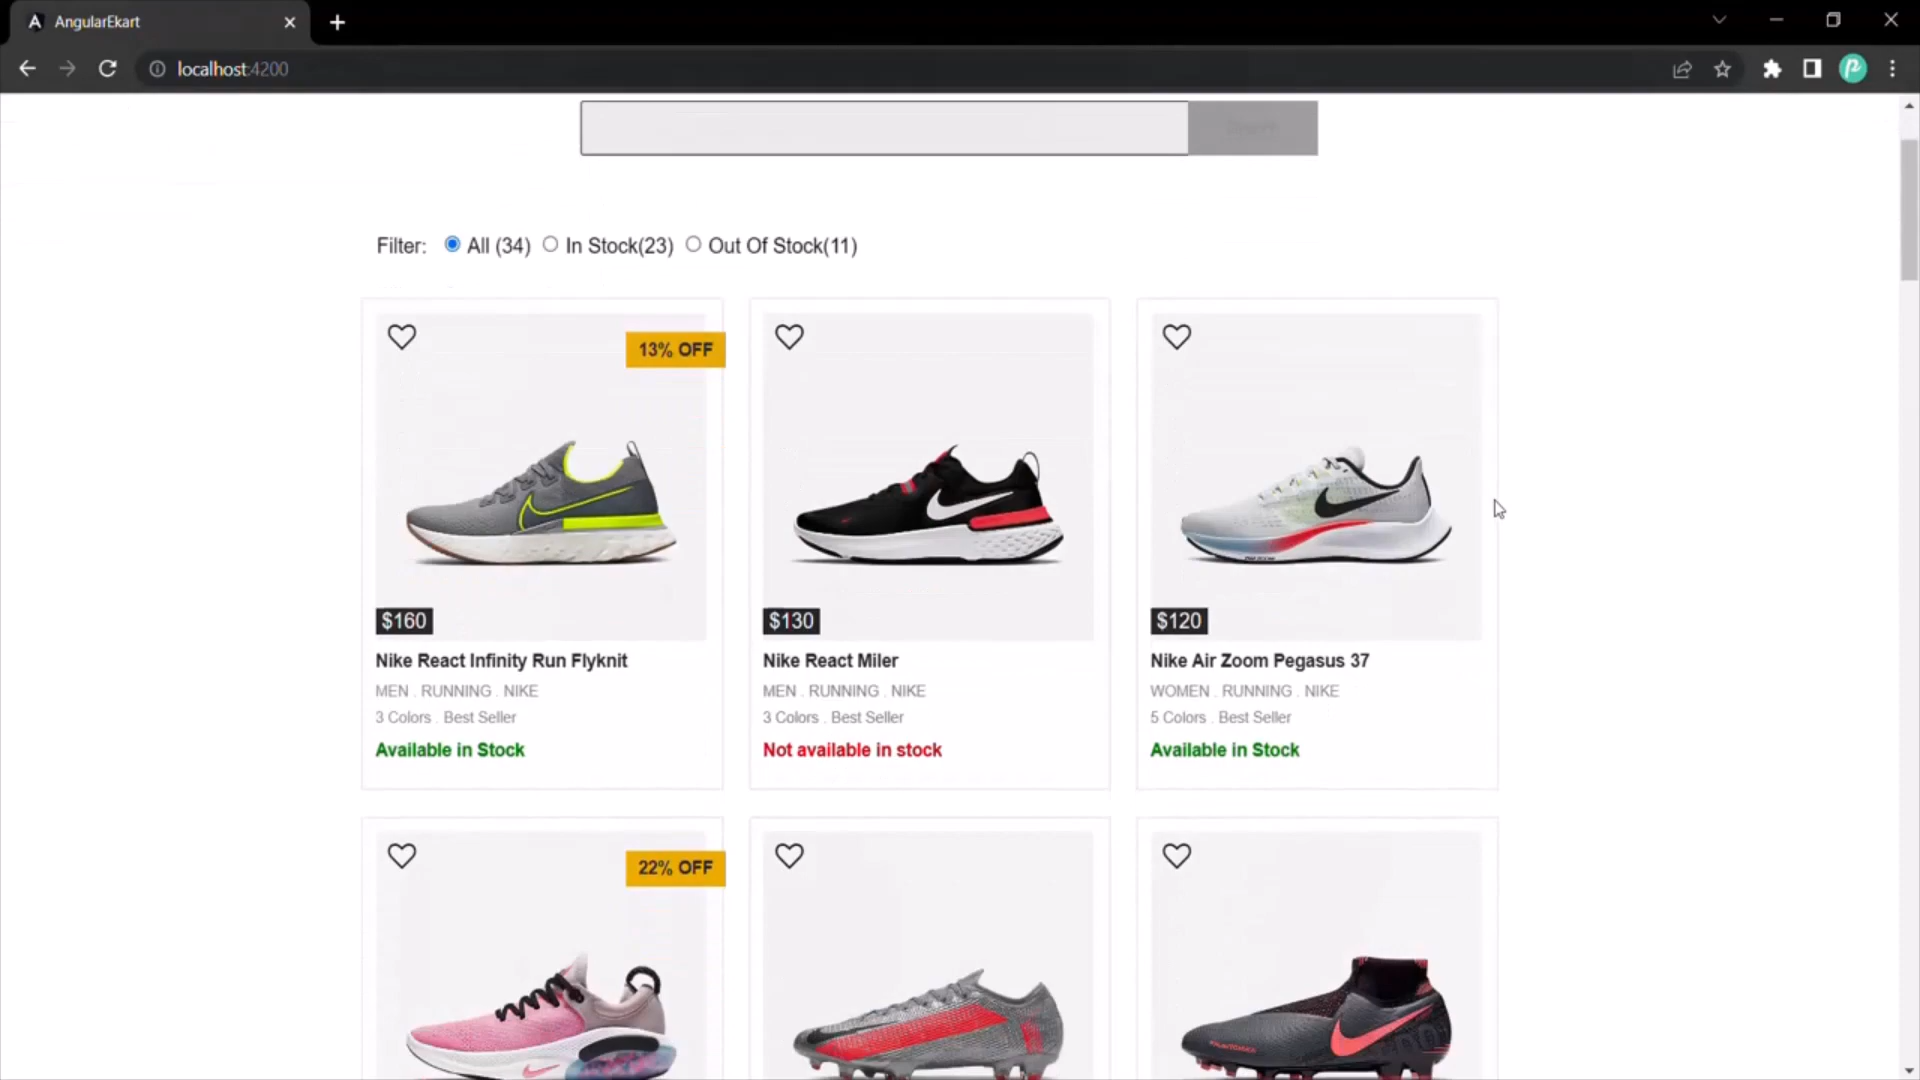 AngularEkart
localhost:4200
Search
Filter: All (34) In Stock(23) Out Of Stock(11)
13% OFF
$160
$130
$120
Nike React Infinity Run Flyknit
Nike React Miler
Nike Air Zoom Pegasus 37
MEN . RUNNING . NIKE
MEN . RUNNING . NIKE
WOMEN . RUNNING . NIKE
3 Colors . Best Seller
3 Colors . Best Seller
5 Colors . Best Seller
Available in Stock
Not available in stock
Available in Stock
22% OFF